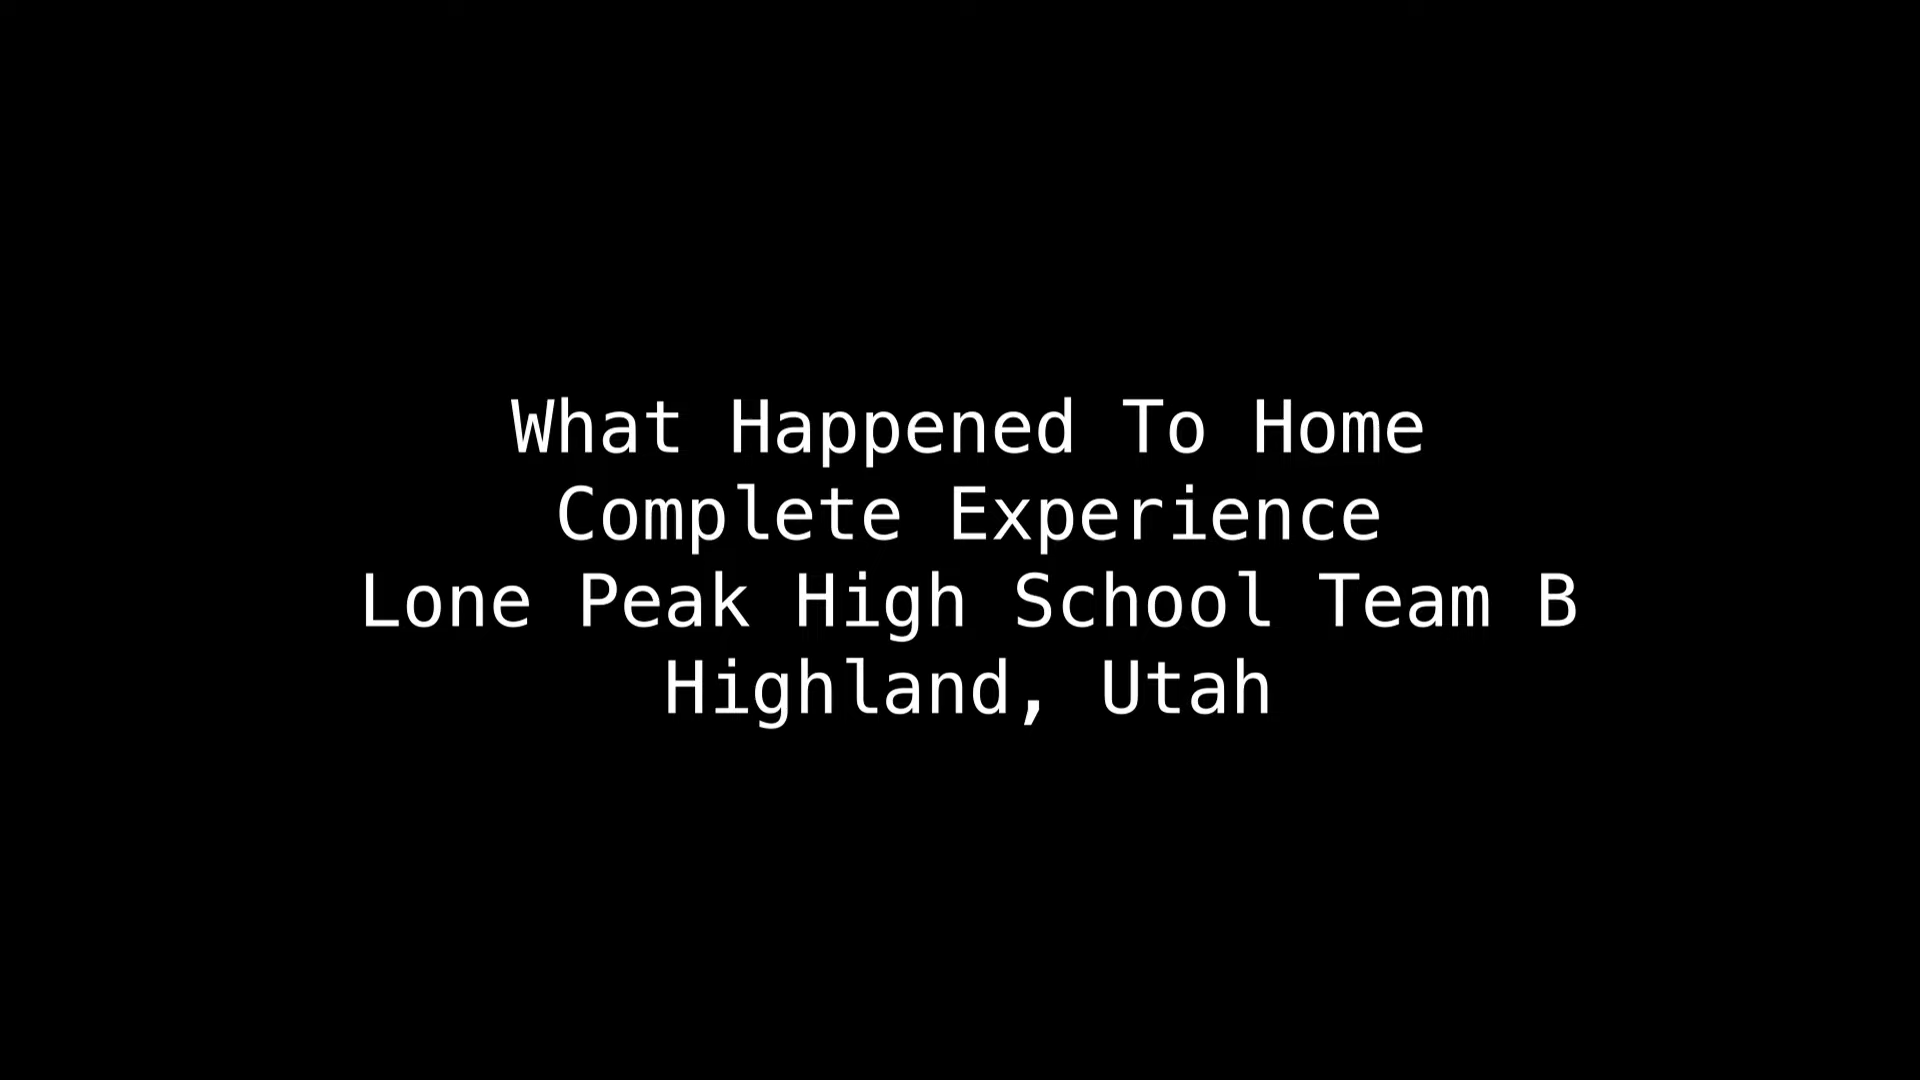 What Happened To Home
Complete Experience
Lone Peak High School Team B
Highland, Utah